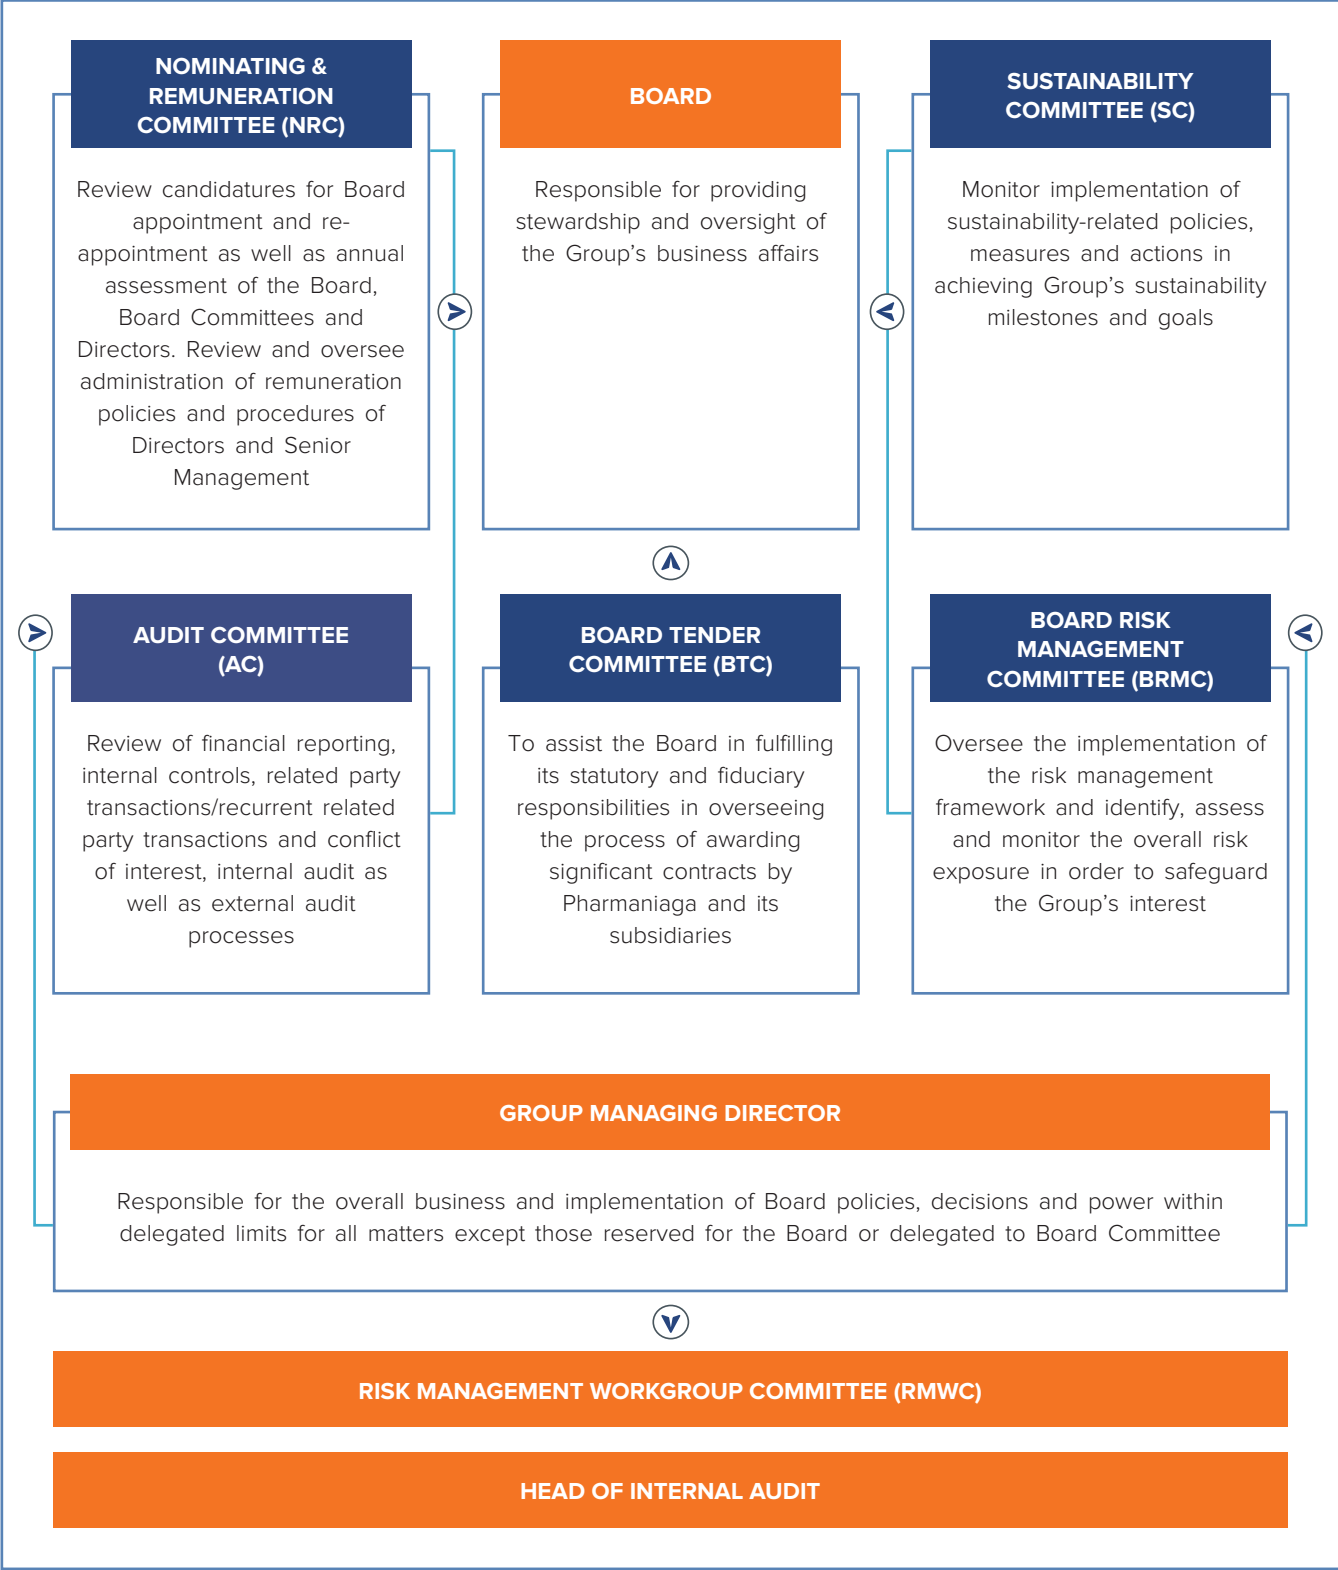 NOMINATING &
REMUNERATION
COMMITTEE (NRC)
Review candidatures for Board
appointment and re-
appointment as well as annual
assessment of the Board,
Board Committees and
Directors. Review and oversee
administration of remuneration
policies and procedures of
Directors and Senior
Management
BOARD
Responsible for providing
stewardship and oversight of
the Group’s business affairs
SUSTAINABILITY
COMMITTEE (SC)
Monitor implementation of
sustainability-related policies,
measures and actions in
achieving Group’s sustainability
milestones and goals
AUDIT COMMITTEE
(AC)
Review of financial reporting,
internal controls, related party
transactions/recurrent related
party transactions and conflict
of interest, internal audit as
well as external audit
processes
BOARD TENDER
COMMITTEE (BTC)
To assist the Board in fulfilling
its statutory and fiduciary
responsibilities in overseeing
the process of awarding
significant contracts by
Pharmaniaga and its
subsidiaries
BOARD RISK
MANAGEMENT
COMMITTEE (BRMC)
Oversee the implementation of
the risk management
framework and identify, assess
and monitor the overall risk
exposure in order to safeguard
the Group’s interest
GROUP MANAGING DIRECTOR
Responsible for the overall business and implementation of Board policies, decisions and power within
delegated limits for all matters except those reserved for the Board or delegated to Board Committee
RISK MANAGEMENT WORKGROUP COMMITTEE (RMWC)
HEAD OF INTERNAL AUDIT